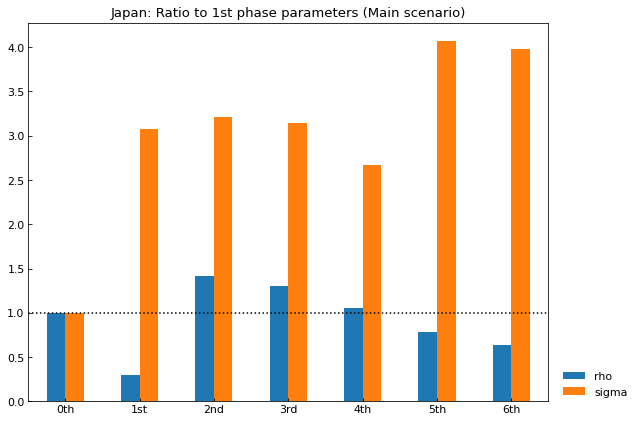 Japan: Ratio to 1st phase parameters (Main scenario)
4.0
3.5
3.0
2.5
2.0
1.5
1.0
0.5
0.0
0th 1st 2nd 3rd 4th 5th 6th
rho
sigma